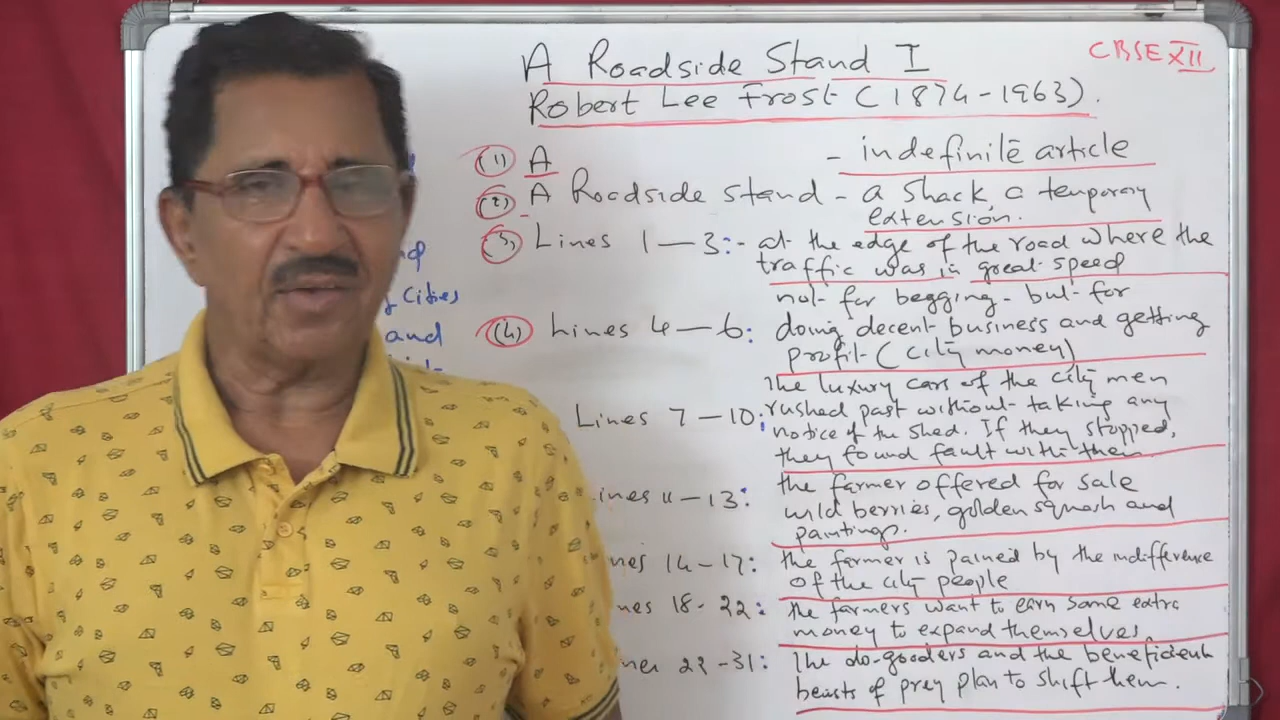 CBSE XII
A Roadside Stand I
Robert Lee Frost (1874-1963).
(1) A - indefinite article
(2) A Roadside stand - a shack, a temporary
extension.
(3) Lines 1 — 3:- at the edge of the road where the
traffic was in great speed
not for begging - but for
(4) Lines 4 — 6: doing decent business and getting
profit (city money)
The luxury cars of the city men
Lines 7 — 10: rushed past without taking any
notice of the shed. If they stopped,
they found fault with them.
the farmer offered for sale
ines 11 — 13: wild berries, golden squash and
paintings.
nes 14 - 17: the farmer is pained by the indifference
of the city people
nes 18 - 22: the farmers want to earn some extra
money to expand themselves.
nes 22 - 31: The do-gooders and the beneficient
beasts of prey plan to shift them.
cities
and